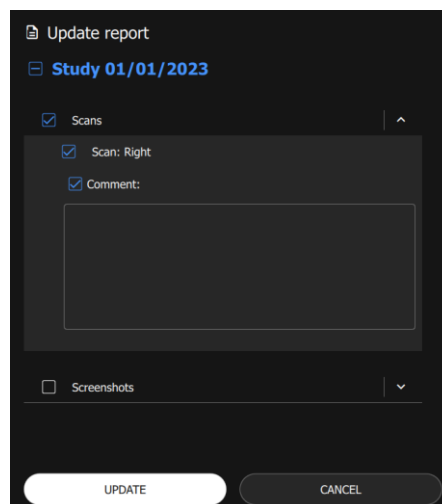 Update report
Study 01/01/2023
Scans
Scan: Right
Comment:
Screenshots
UPDATE
CANCEL